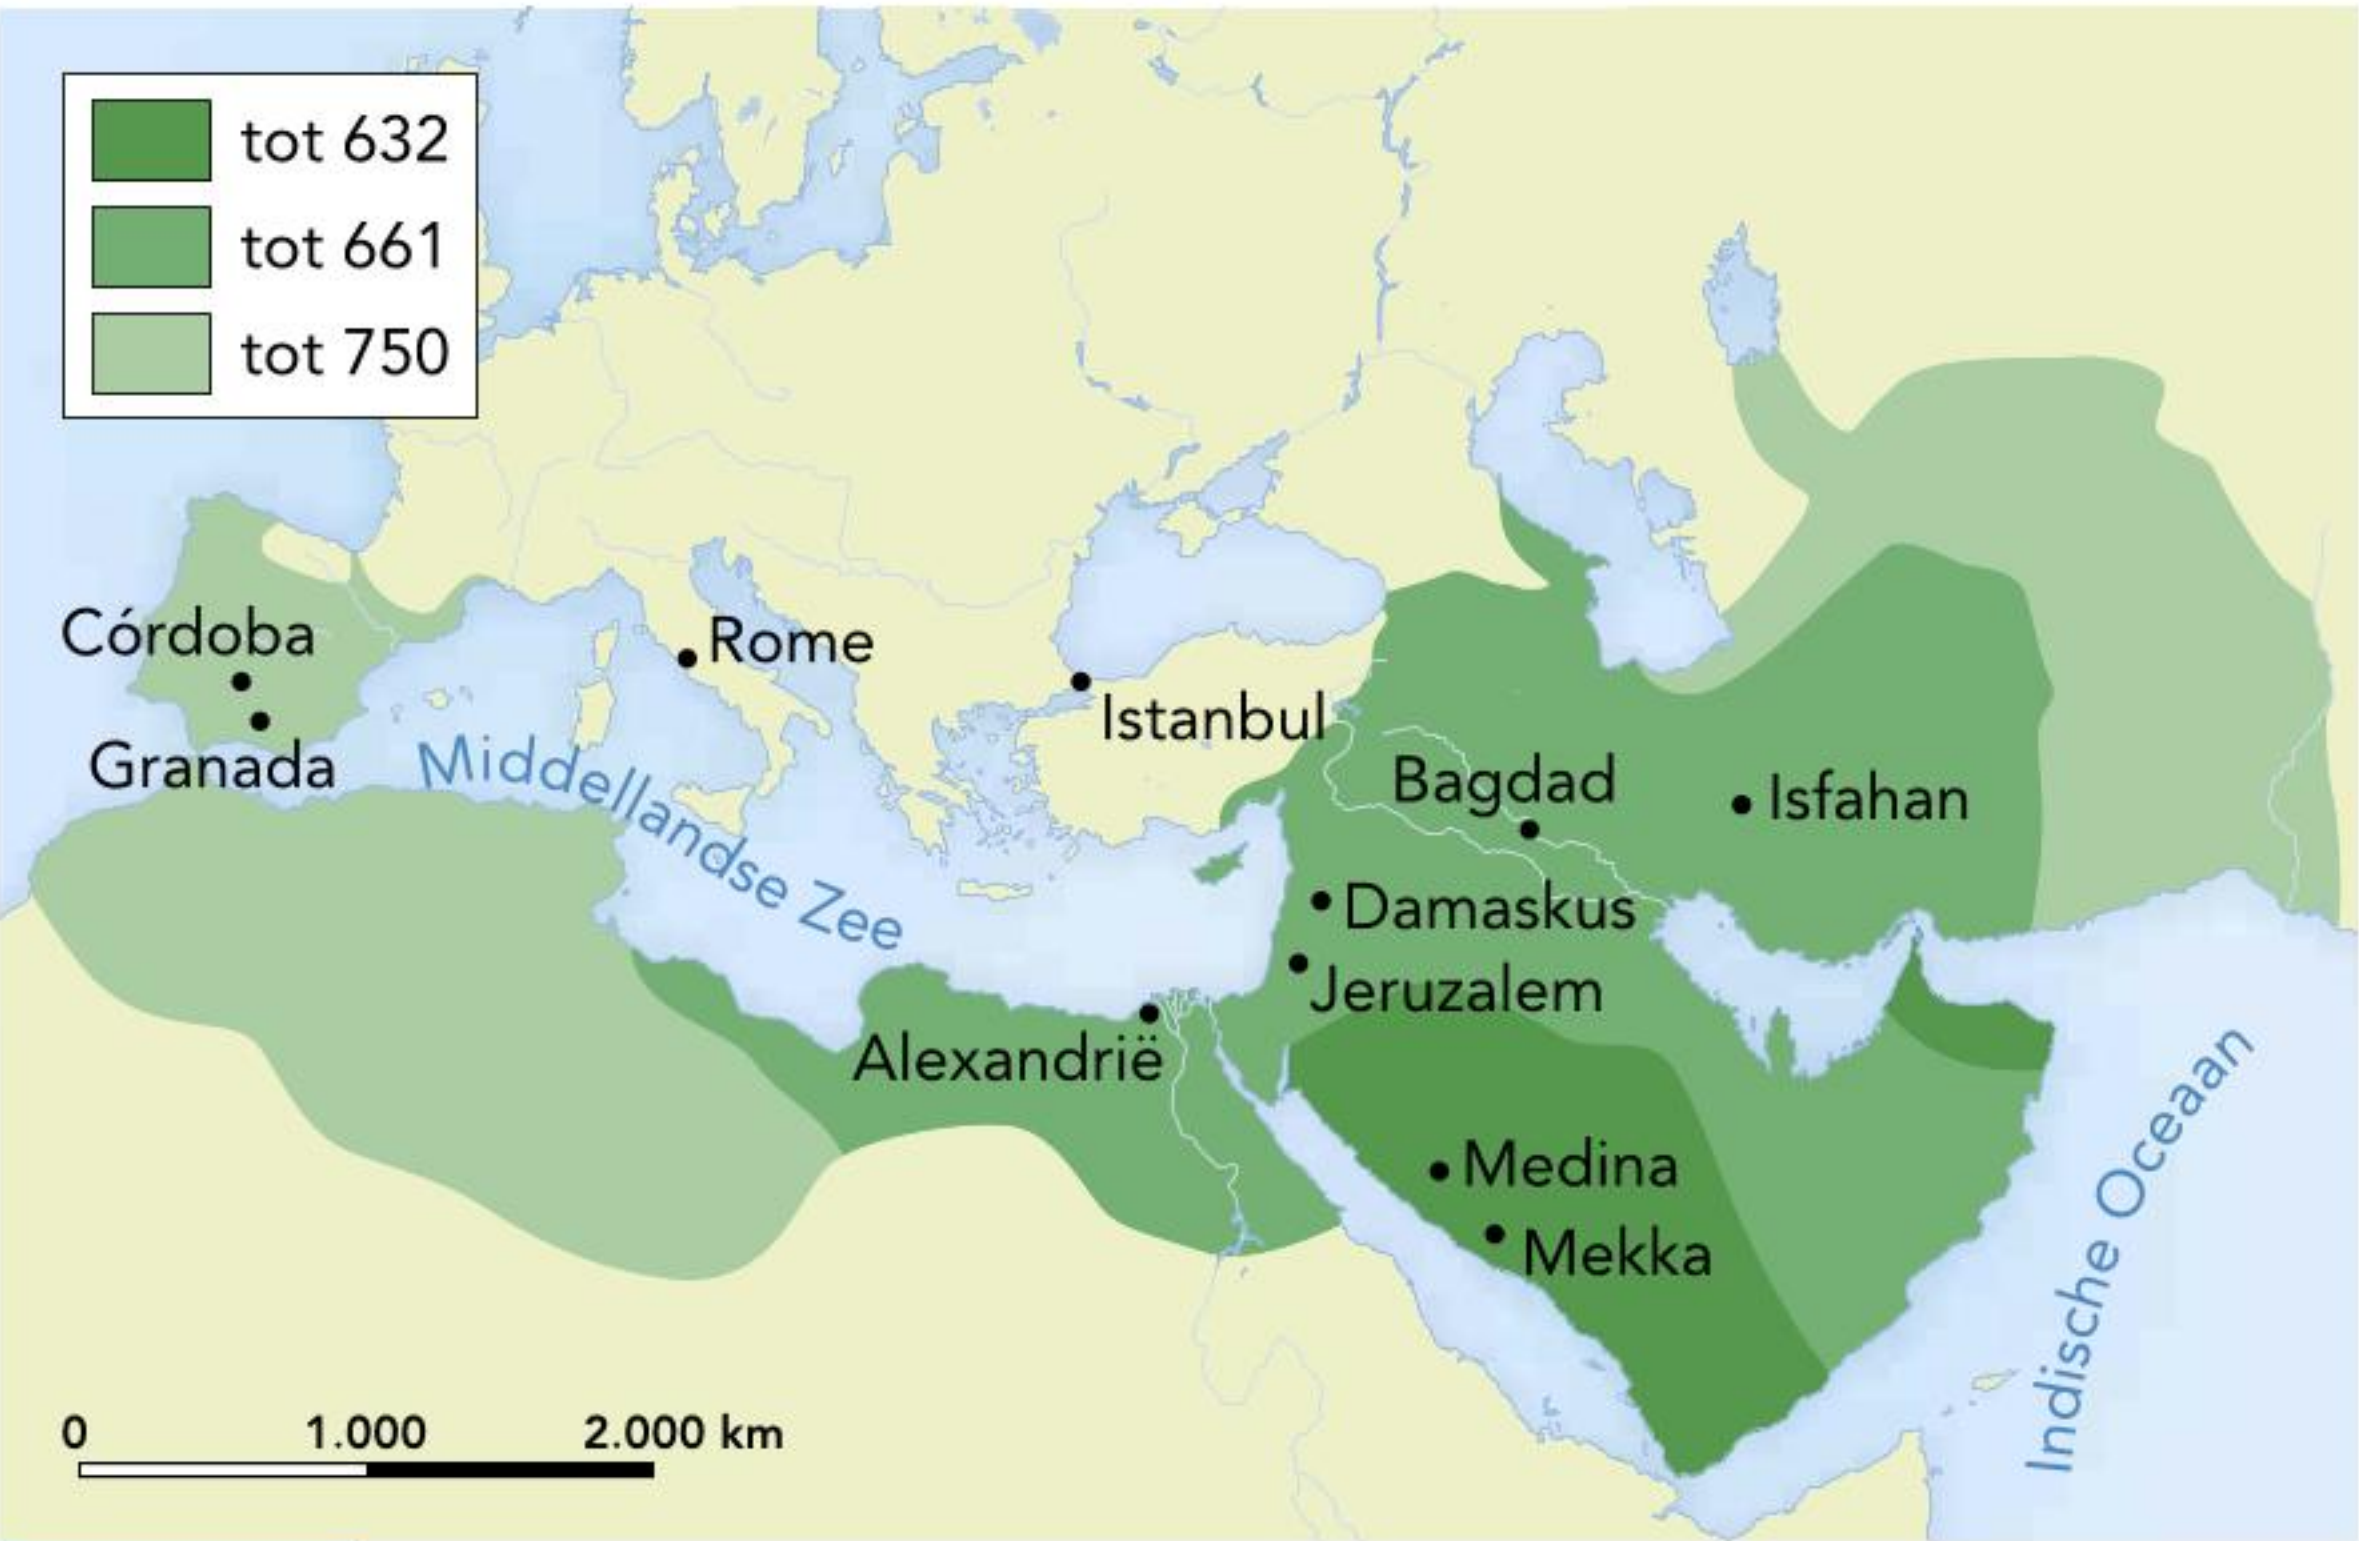 tot 632
tot 661
tot 750
Córdoba
Granada
Rome
Istanbul
Middellandse Zee
Bagdad
Isfahan
Damaskus
Jeruzalem
Alexandrië
Medina
Mekka
Indische Oceaan
0 1.000 2.000 km